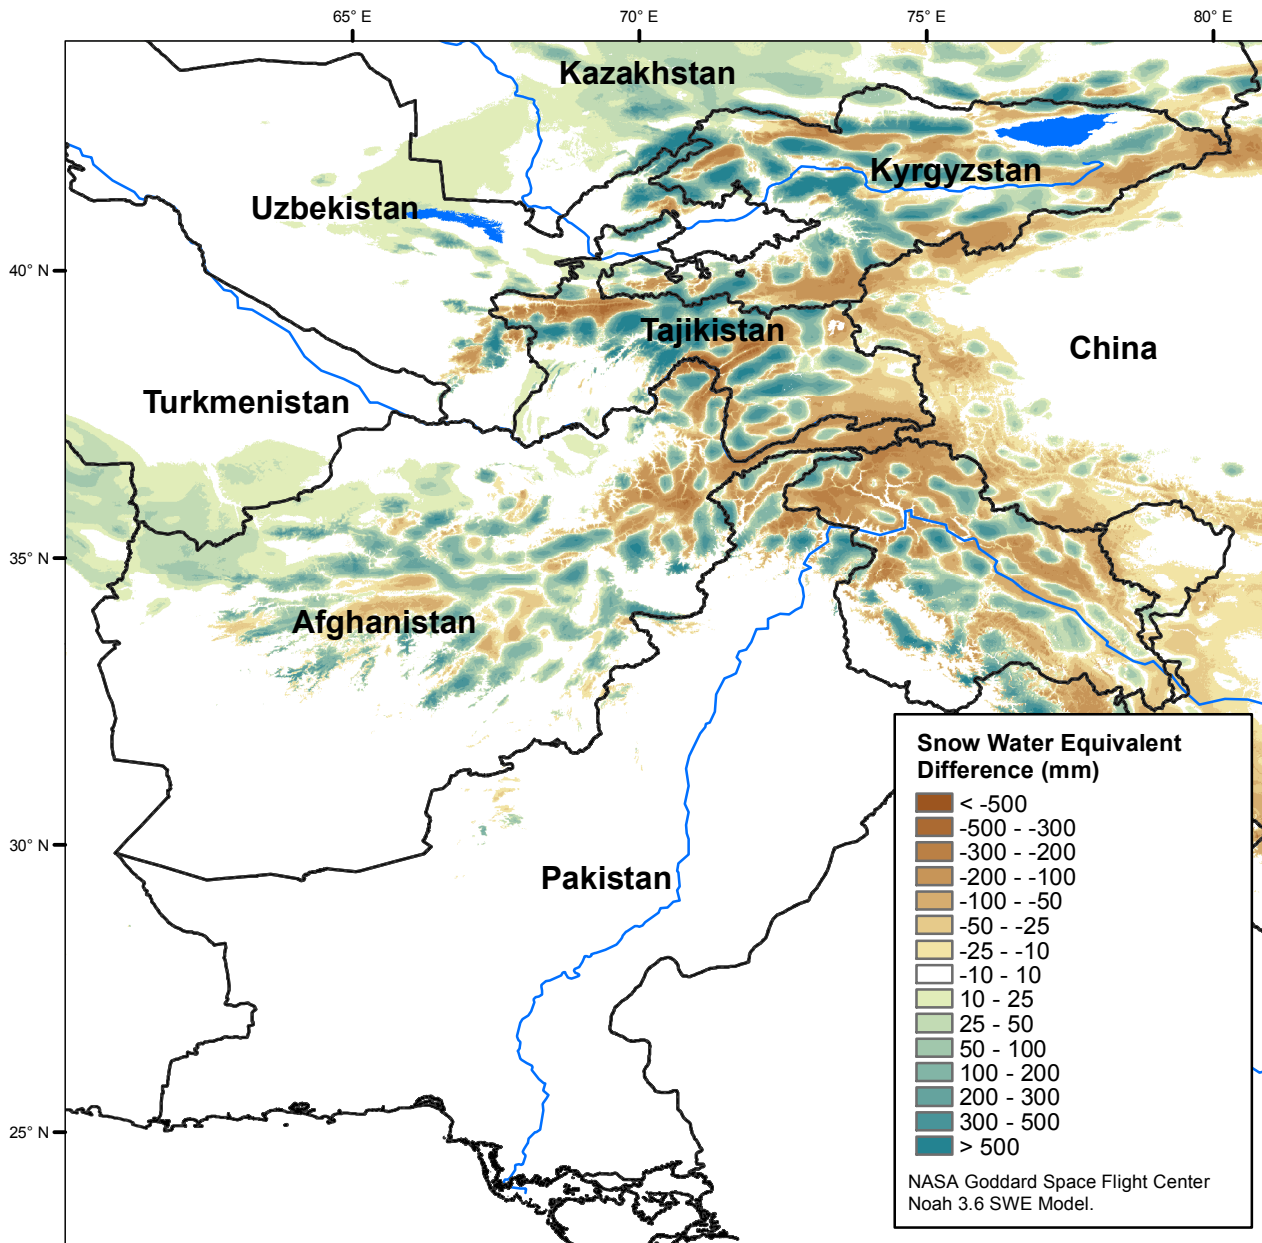 65° E
70° E
75° E
80° E
Kazakhstan
Kyrgyzstan
Uzbekistan
40° N
Tajikistan
China
Turkmenistan
35° N
Afghanistan
Snow Water Equivalent
Difference (mm)
< -500
-500 - -300
-300 - -200
-200 - -100
-100 - -50
-50 - -25
-25 - -10
-10 - 10
10 - 25
25 - 50
50 - 100
100 - 200
200 - 300
300 - 500
> 500
NASA Goddard Space Flight Center
Noah 3.6 SWE Model.
30° N
Pakistan
25° N